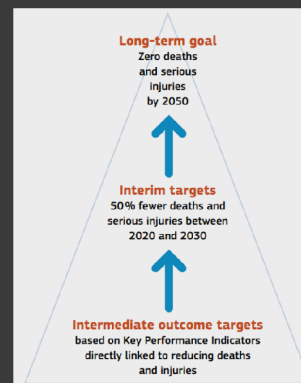 Long-term goal
Zero deaths
and serious
injuries
by 2050
Interim targets
50% fewer deaths and
serious injuries between
2020 and 2030
Intermediate outcome targets
based on Key Performance Indicators
directly linked to reducing deaths
and injuries